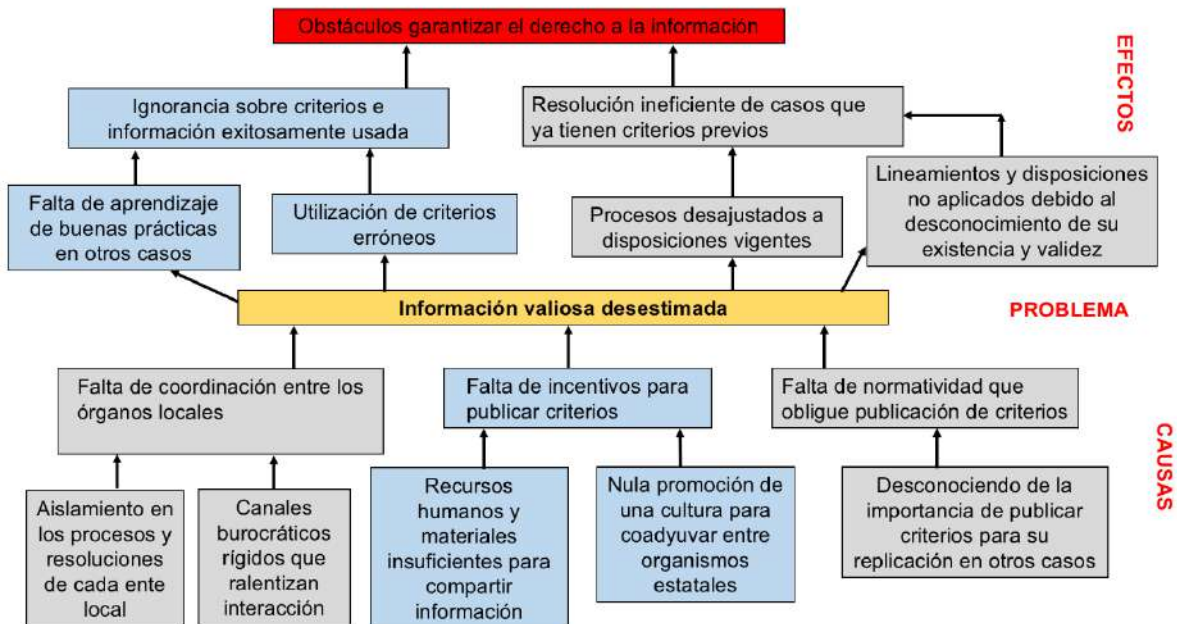 Obstáculos garantizar el derecho a la información
EFECTOS
Ignorancia sobre criterios e
información exitosamente usada
Resolución ineficiente de casos que
ya tienen criterios previos
Falta de aprendizaje
de buenas prácticas
en otros casos
Utilización de criterios
erróneos
Procesos desajustados a
disposiciones vigentes
Lineamientos y disposiciones
no aplicados debido al
desconocimiento de su
existencia y validez
Información valiosa desestimada
PROBLEMA
Falta de coordinación entre los
órganos locales
Falta de incentivos para
publicar criterios
Falta de normatividad que
obligue publicación de criterios
CAUSAS
Aislamiento en
los procesos y
resoluciones
de cada ente
local
Canales
burocráticos
rígidos que
ralentizan
interacción
Recursos
humanos y
materiales
insuficientes para
compartir
información
Nula promoción de
una cultura para
coadyuvar entre
organismos
estatales
Desconociendo de la
importancia de publicar
criterios para su
replicación en otros casos